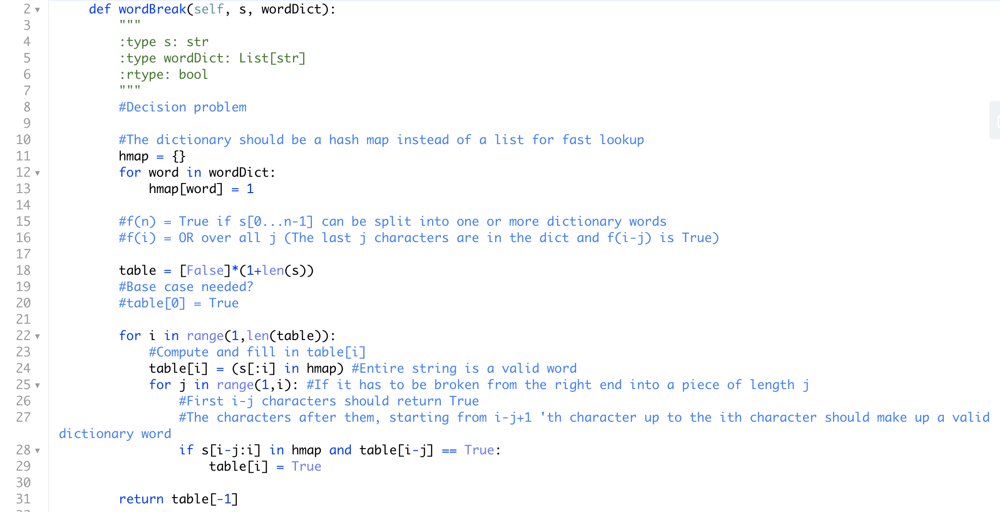 2 def wordBreak(self, s, wordDict):
3 """
4 :type s: str
5 :type wordDict: List[str]
6 :rtype: bool
7 """
8 #Decision problem
9
10 #The dictionary should be a hash map instead of a list for fast lookup
11 hmap = {}
12 for word in wordDict:
13 hmap[word] = 1
14
15 #f(n) = True if s[0...n-1] can be split into one or more dictionary words
16 #f(i) = OR over all j (The last j characters are in the dict and f(i-j) is True)
17
18 table = [False]*(1+len(s))
19 #Base case needed?
20 #table[0] = True
21
22 for i in range(1,len(table)):
23 #Compute and fill in table[i]
24 table[i] = (s[:i] in hmap) #Entire string is a valid word
25 for j in range(1,i): #If it has to be broken from the right end into a piece of length j
26 #First i-j characters should return True
27 #The characters after them, starting from i-j+1 'th character up to the ith character should make up a valid
dictionary word
28 if s[i-j:i] in hmap and table[i-j] == True:
29 table[i] = True
30
31 return table[-1]